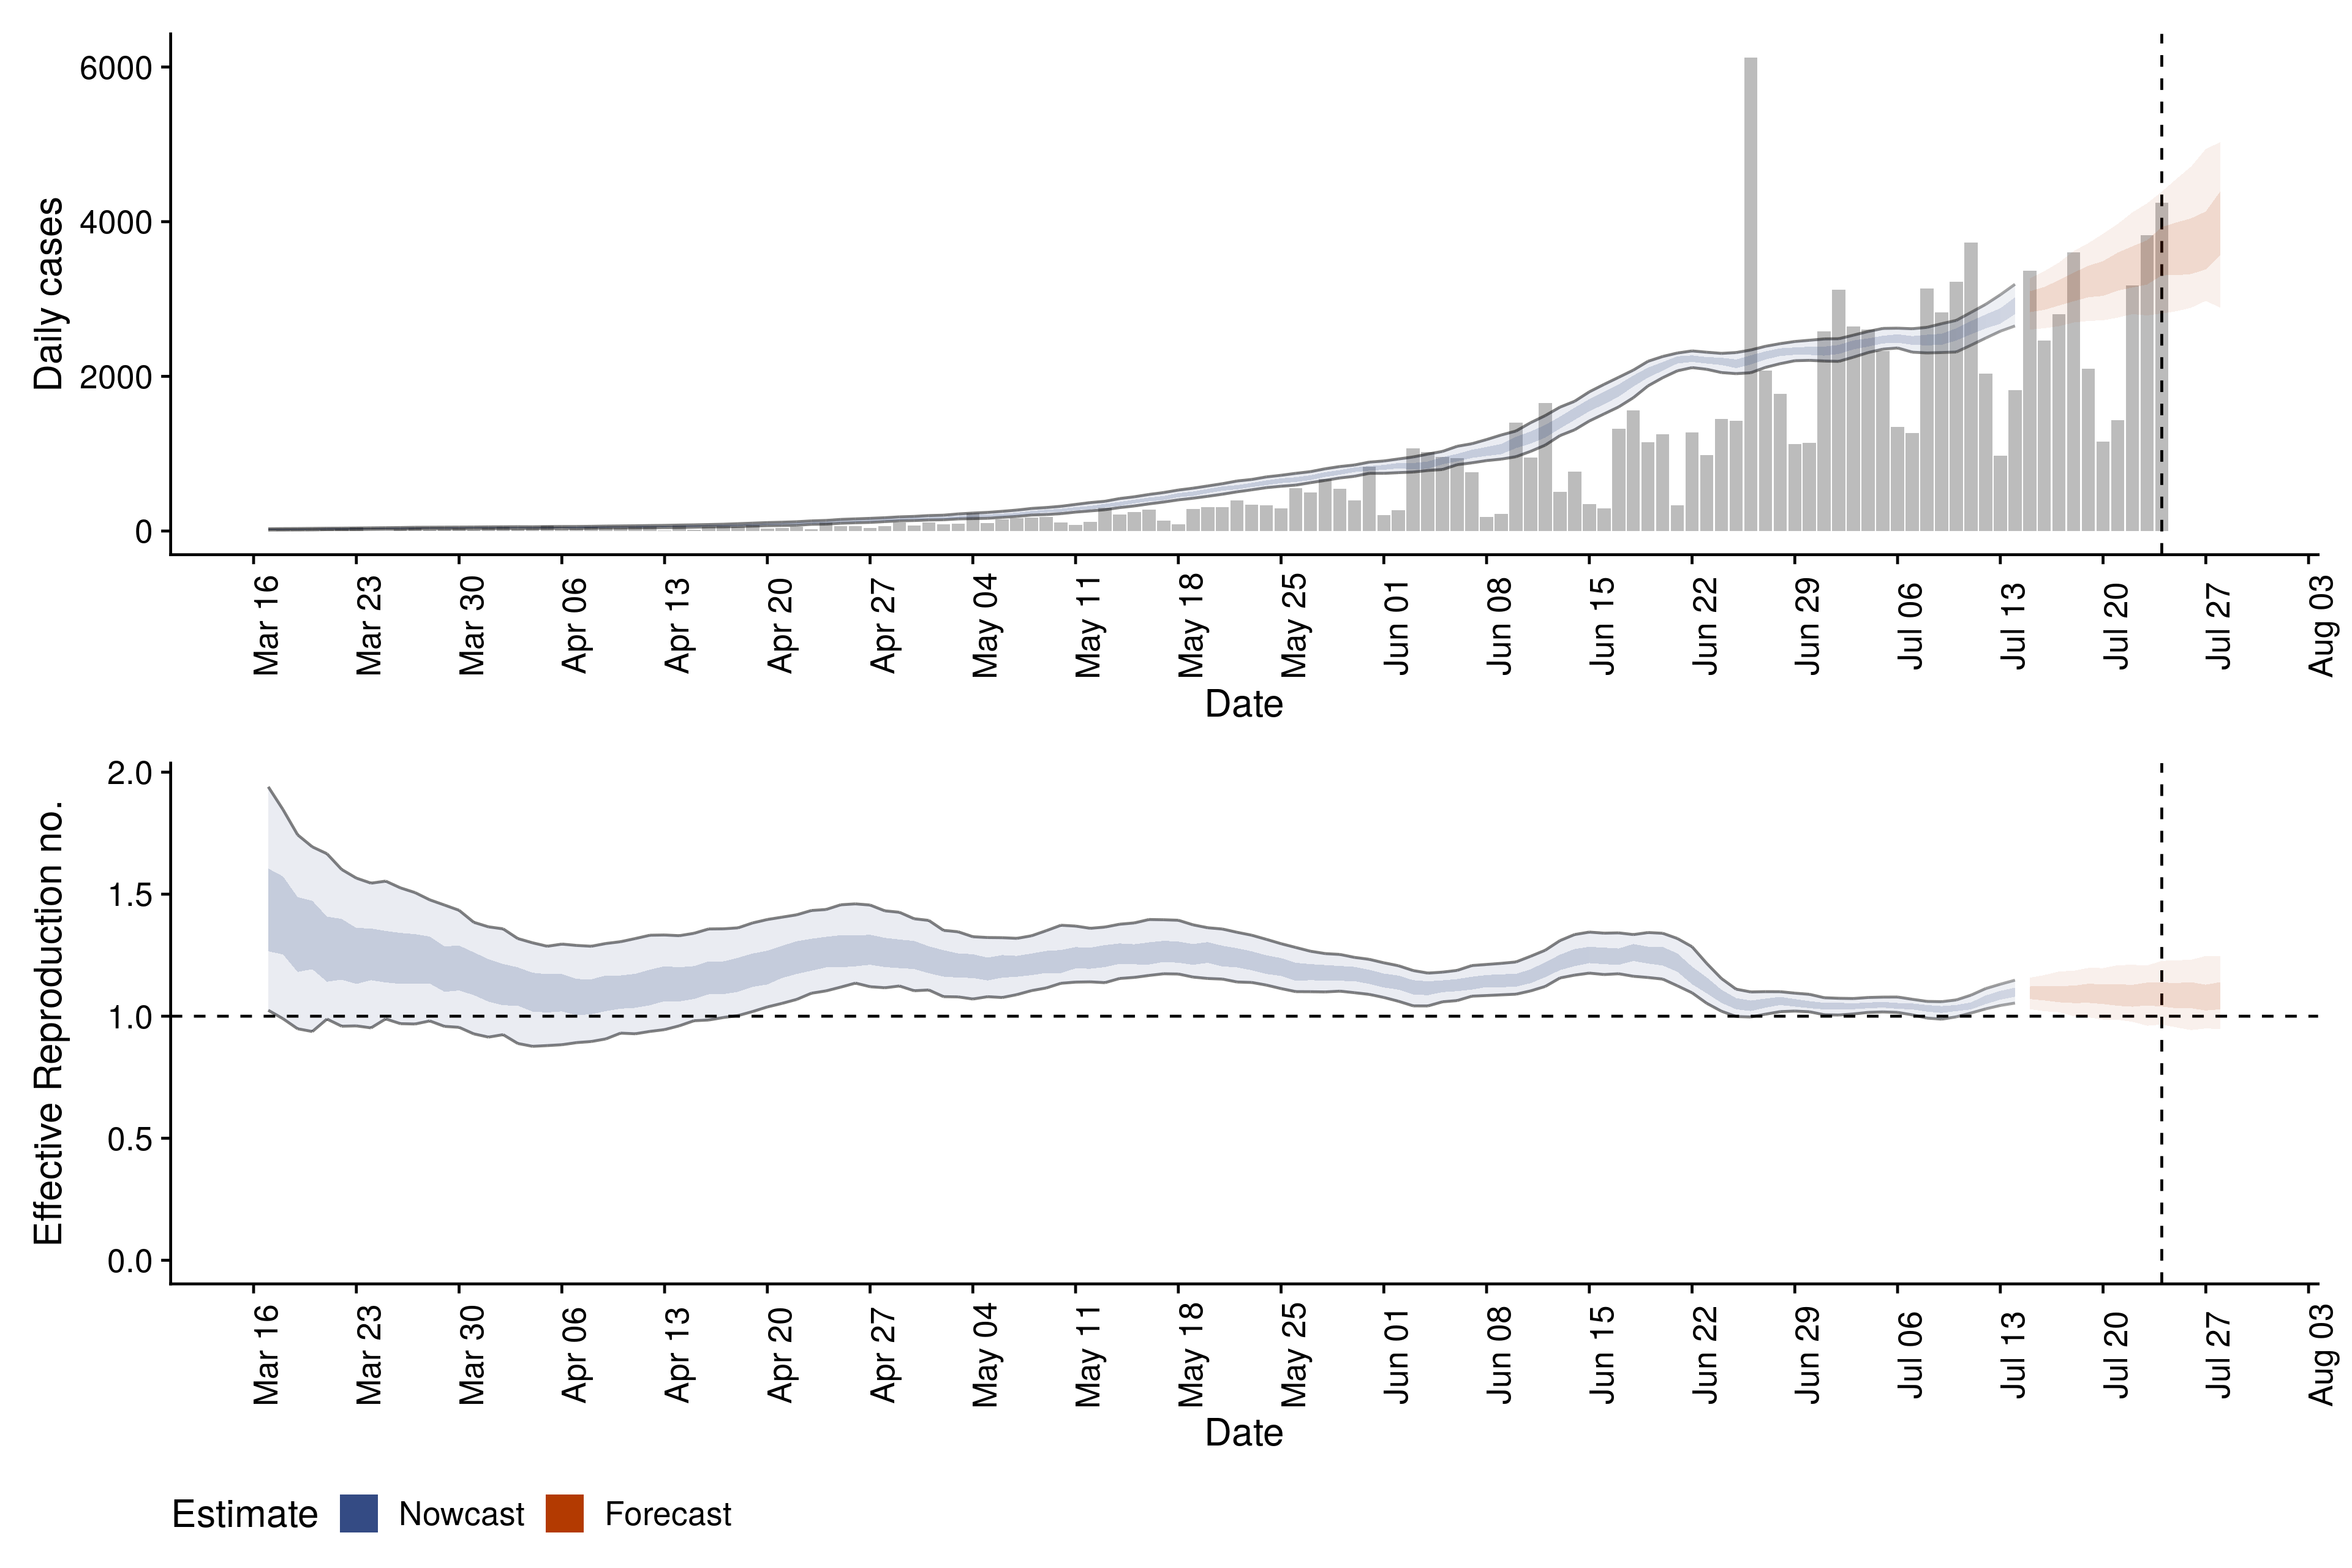 Daily cases
6000
4000
2000
0
Mar 16 Mar 23 Mar 30 Apr 06 Apr 13 Apr 20 Apr 27 May 04 May 11 May 18 May 25 Jun 01 Jun 08 Jun 15 Jun 22 Jun 29 Jul 06 Jul 13 Jul 20 Jul 27 Aug 03
Date
Effective Reproduction no.
2.0
1.5
1.0
0.5
0.0
Mar 16 Mar 23 Mar 30 Apr 06 Apr 13 Apr 20 Apr 27 May 04 May 11 May 18 May 25 Jun 01 Jun 08 Jun 15 Jun 22 Jun 29 Jul 06 Jul 13 Jul 20 Jul 27 Aug 03
Date
Estimate Nowcast Forecast